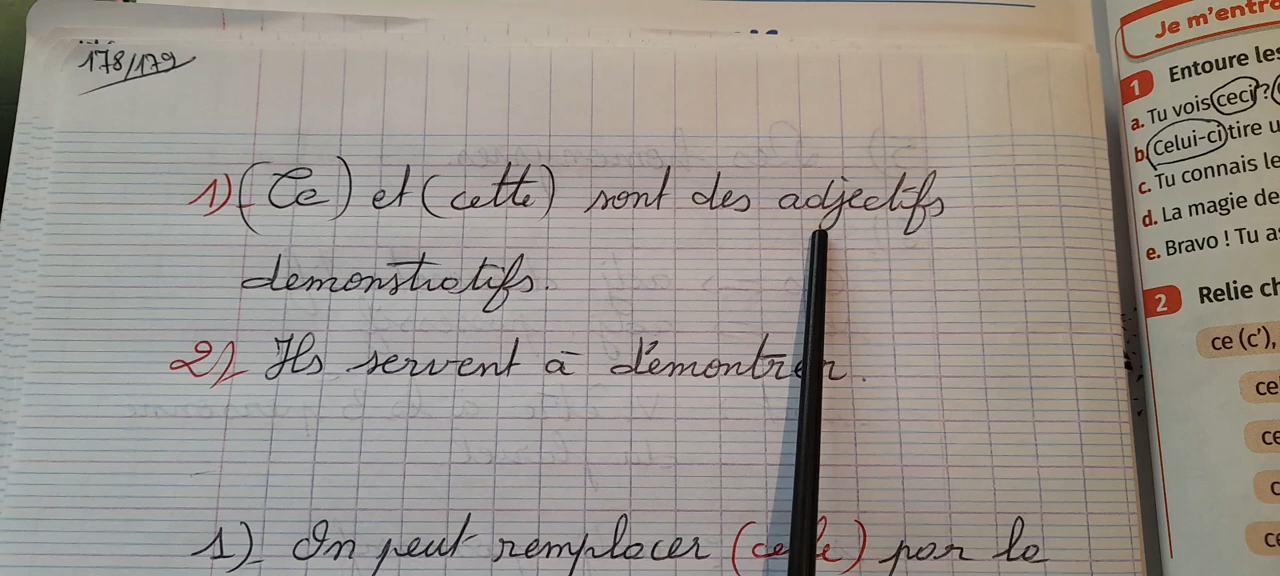 178/179
1) (Ce) et (cette) sont des adjectifs
demonstratifs.
2) Ils servent à démontrer.
1) On peut remplacer par le
Je m'entr
1 Entoure les
a. Tu vois ceci ?
b. Celui-ci tire u
c. Tu connais le
d. La magie de
e. Bravo ! Tu a
2 Relie ch
ce (c'),
ce
ce
c
ce